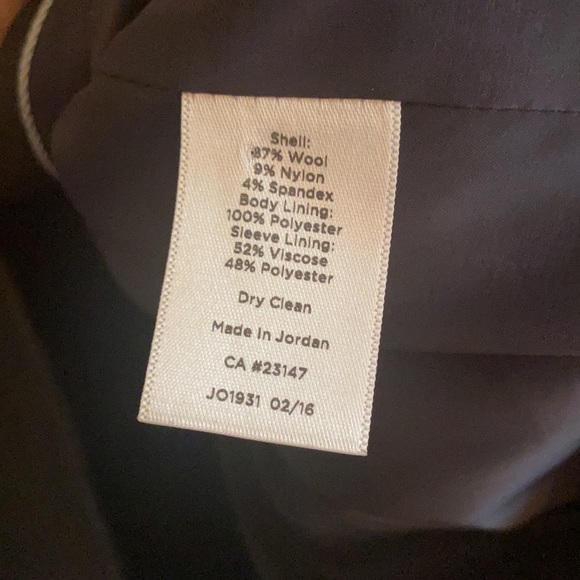 Shell:
87% Wool
9% Nylon
4% Spandex
Body Lining:
100% Polyester
Sleeve Lining:
52% Viscose
48% Polyester
Dry Clean
Made In Jordan
CA #23147
JO1931 02/16